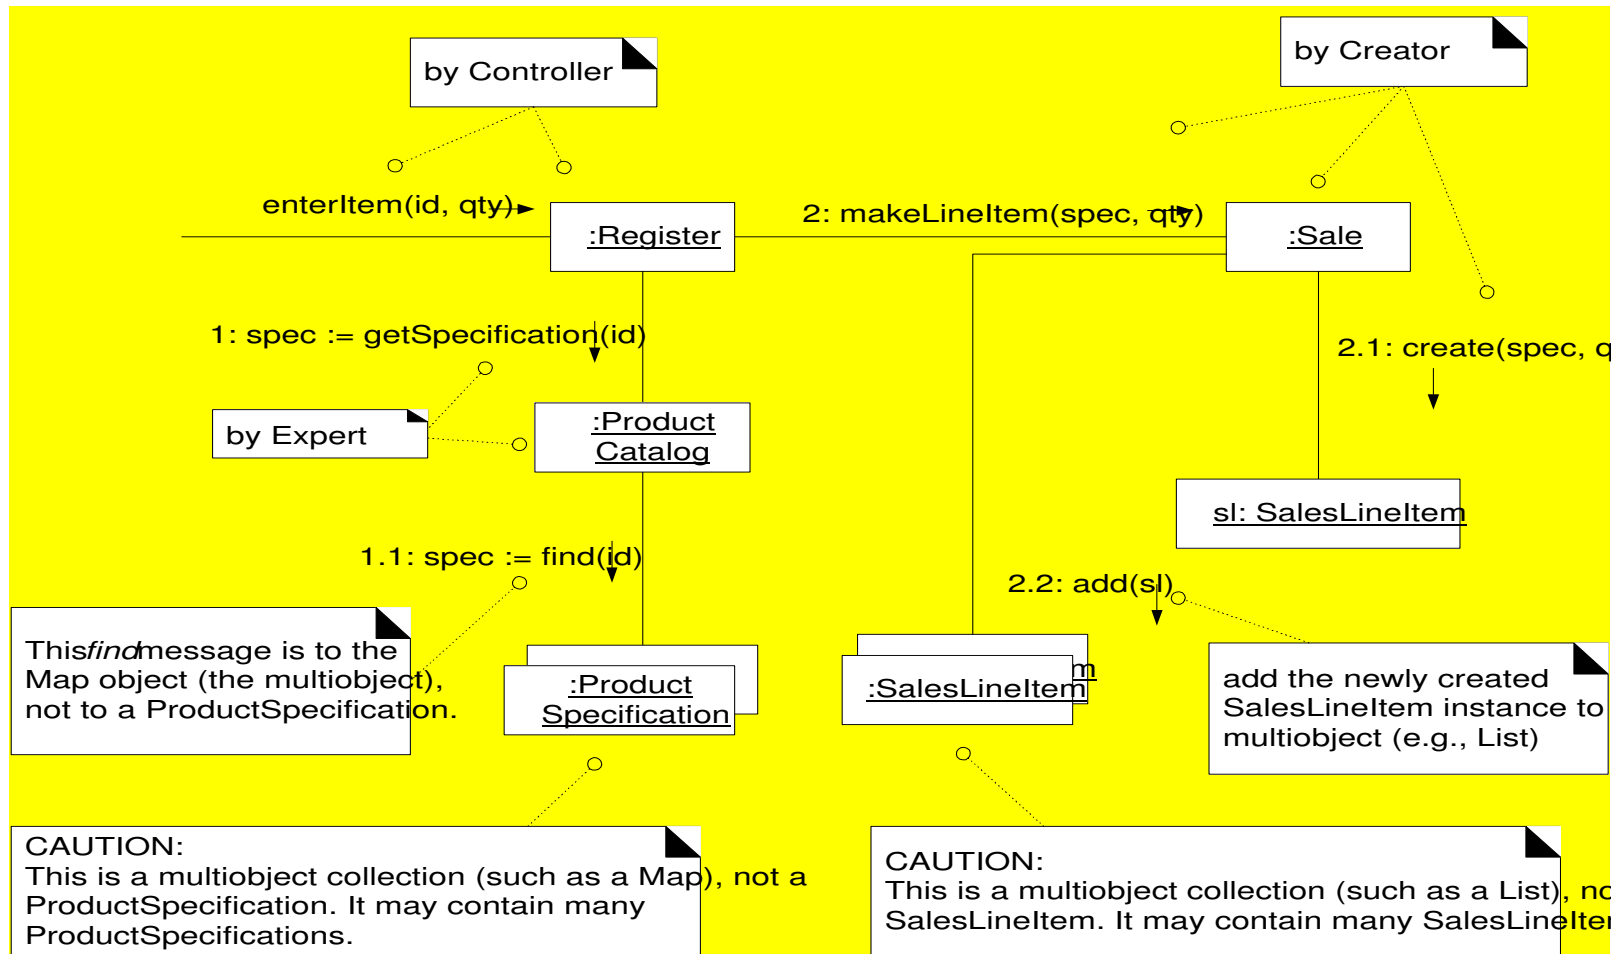 by Controller
by Creator
enterItem(id, qty)
2: makeLineItem(spec, qty)
:Register
:Sale
1: spec := getSpecification(id)
2.1: create(spec, q
by Expert
:Product
Catalog
sl: SalesLineItem
1.1: spec := find(id)
2.2: add(sl)
This find message is to the
Map object (the multiobject),
not to a ProductSpecification.
:Product
Specification
:SalesLineItem
m
add the newly created
SalesLineItem instance to
multiobject (e.g., List)
CAUTION:
This is a multiobject collection (such as a Map), not a
ProductSpecification. It may contain many
ProductSpecifications.
CAUTION:
This is a multiobject collection (such as a List), no
SalesLineItem. It may contain many SalesLineIte